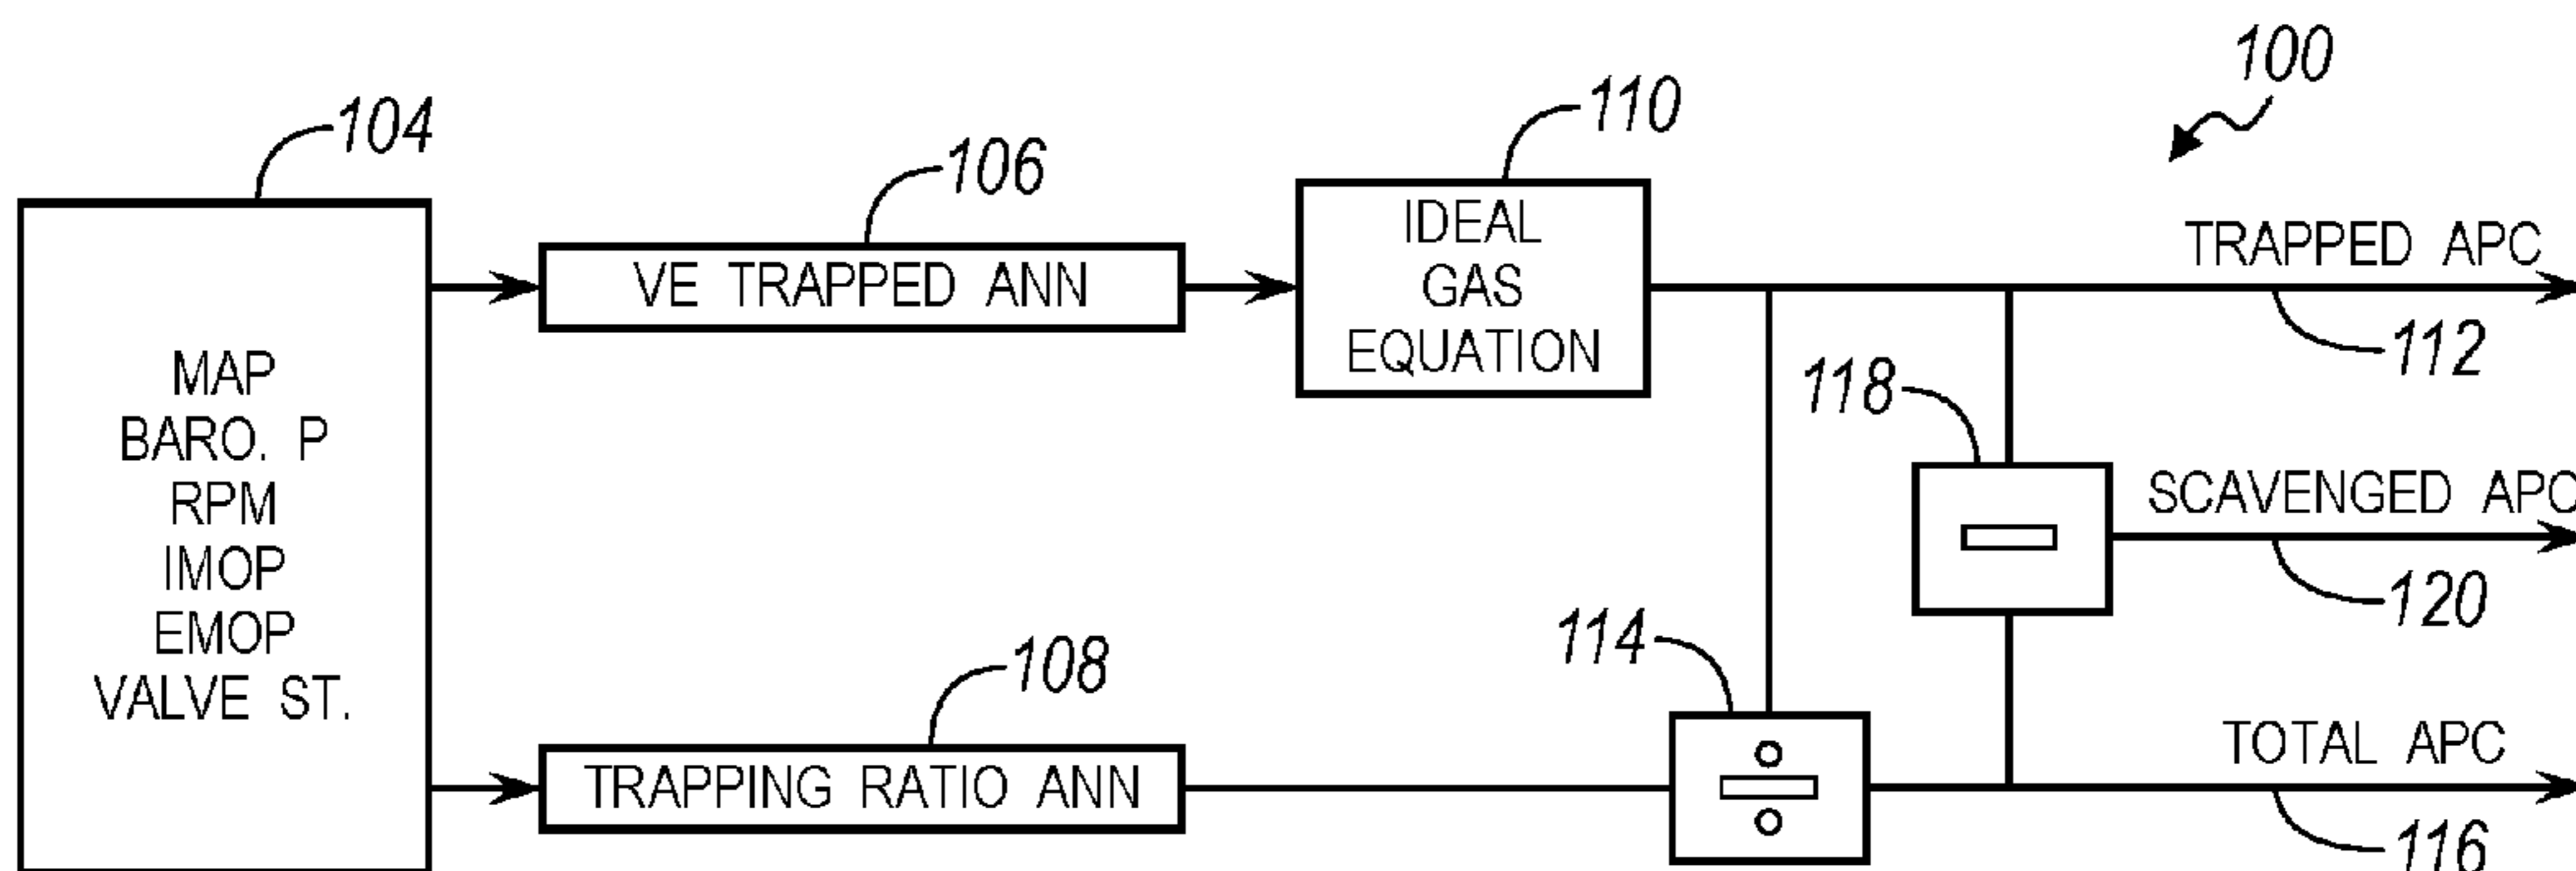 100
104
106
110
MAP
BARO. P
RPM
IMOP
EMOP
VALVE ST.
VE TRAPPED ANN
IDEAL
GAS
EQUATION
TRAPPED APC
112
118
SCAVENGED APC
120
108
114
TRAPPING RATIO ANN
TOTAL APC
116